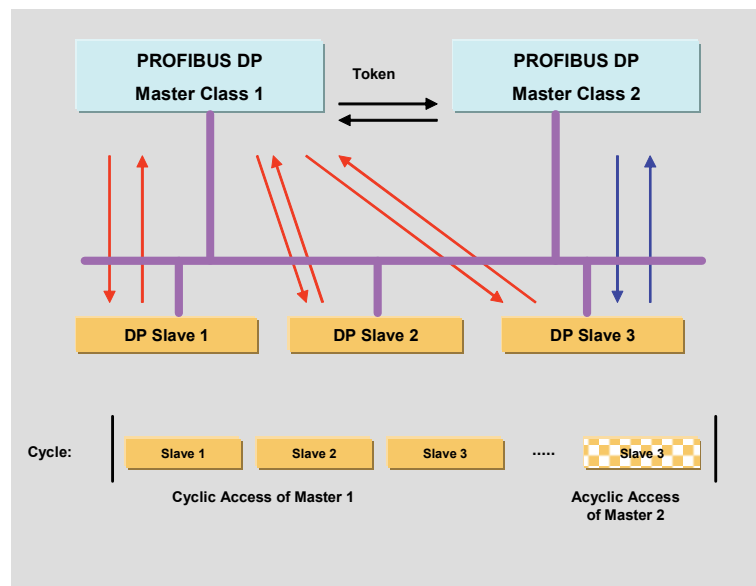 PROFIBUS DP
Master Class 1
Token
PROFIBUS DP
Master Class 2
DP Slave 1
DP Slave 2
DP Slave 3
Cycle:
Slave 1
Slave 2
Slave 3
.....
Slave 3
Cyclic Access of Master 1
Acyclic Access
of Master 2